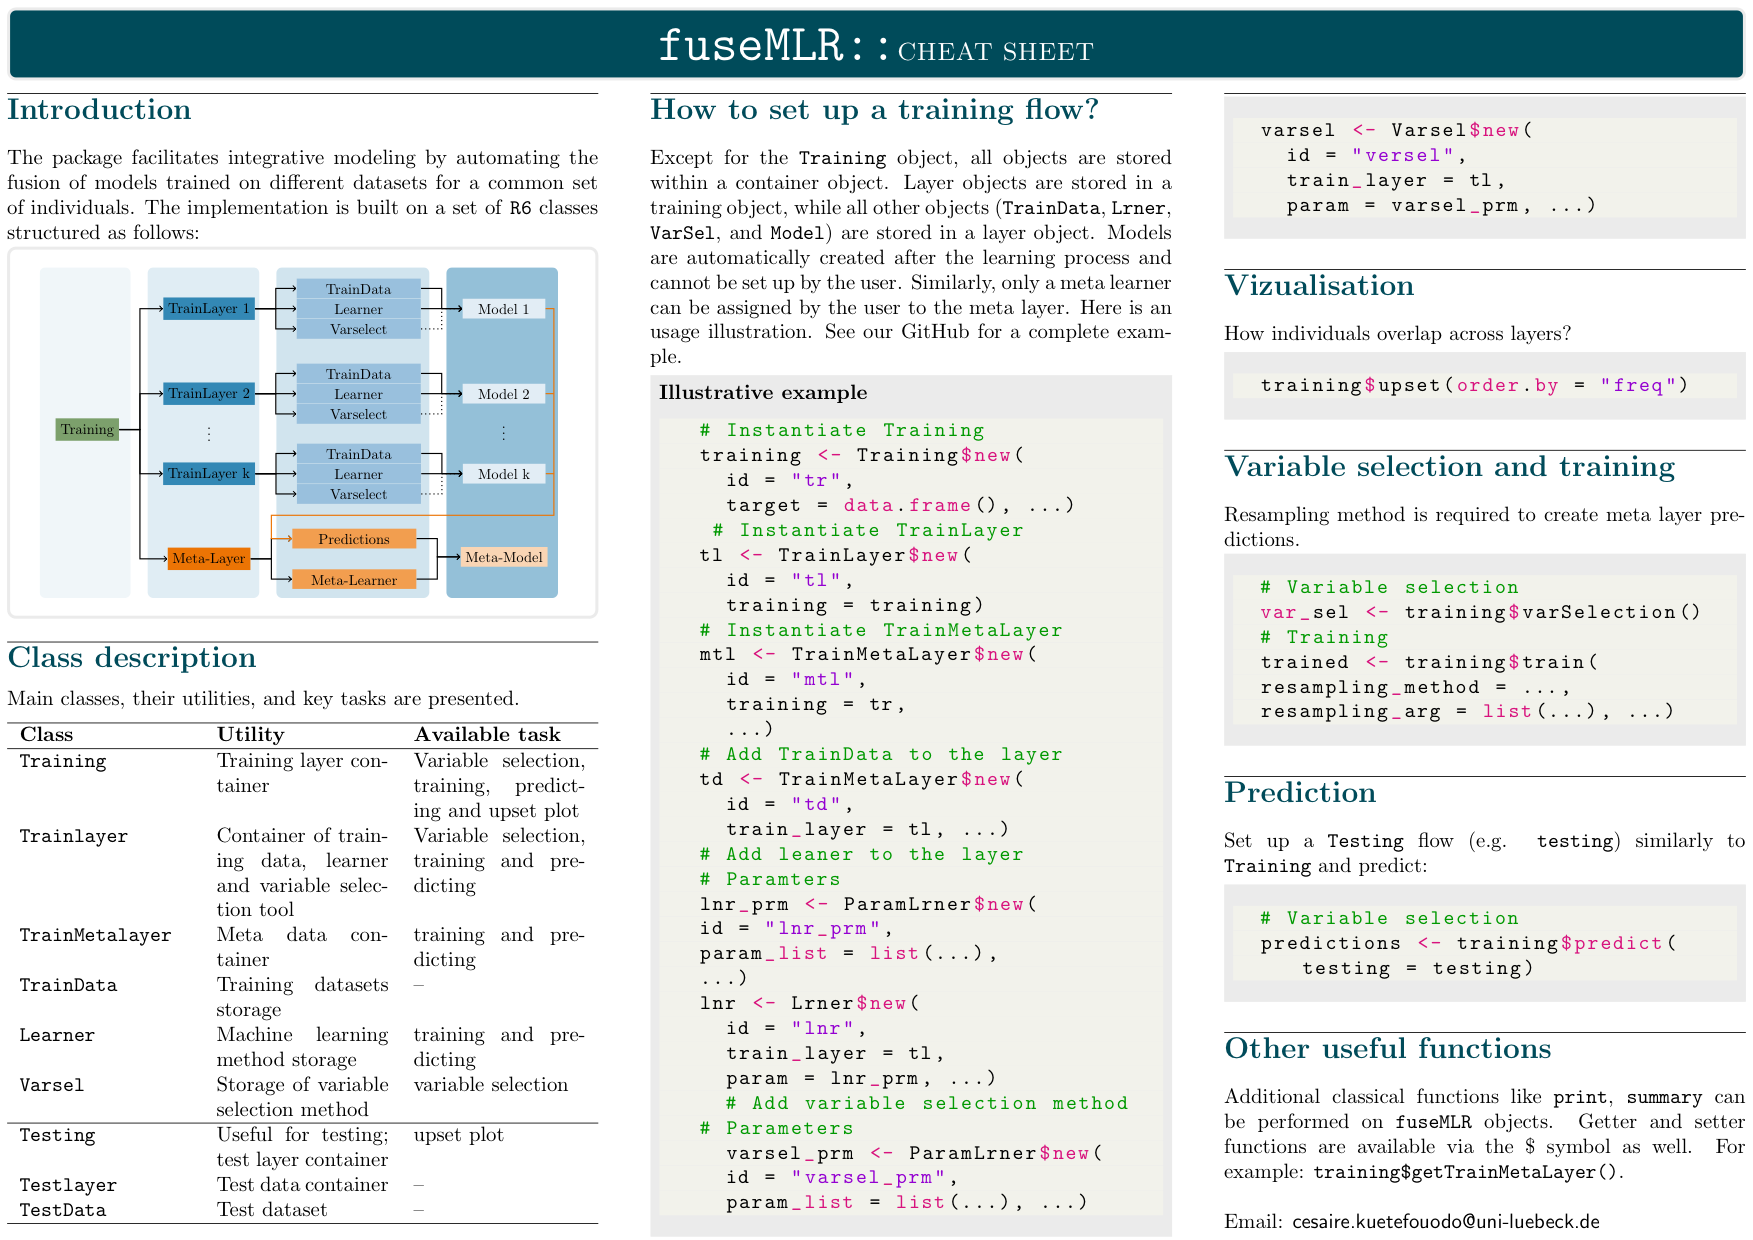 fuseMLR::CHEAT SHEET
Introduction
The package facilitates integrative modeling by automating the
fusion of models trained on different datasets for a common set
of individuals. The implementation is built on a set of R6 classes
structured as follows:
Training
TrainLayer 1
TrainLayer 2
⋮
TrainLayer k
Meta-Layer
TrainData
Learner
Varselect
TrainData
Learner
Varselect
TrainData
Learner
Varselect
Predictions
Meta-Learner
Model 1
Model 2
⋮
Model k
Meta-Model
Class description
Main classes, their utilities, and key tasks are presented.
Class Utility Available task
Training Training layer con- Variable selection,
tainer training, predict-
ing and upset plot
Trainlayer Container of train- Variable selection,
ing data, learner training and pre-
and variable selec- dicting
tion tool
TrainMetalayer Meta data con- training and pre-
tainer dicting
TrainData Training datasets –
storage
Learner Machine learning training and pre-
method storage dicting
Varsel Storage of variable variable selection
selection method
Testing Useful for testing; upset plot
test layer container
Testlayer Test data container –
TestData Test dataset –
How to set up a training flow?
Except for the Training object, all objects are stored
within a container object. Layer objects are stored in a
training object, while all other objects (TrainData, Lrner,
VarSel, and Model) are stored in a layer object. Models
are automatically created after the learning process and
cannot be set up by the user. Similarly, only a meta learner
can be assigned by the user to the meta layer. Here is an
usage illustration. See our GitHub for a complete exam-
ple.
Illustrative example
# Instantiate Training
training <- Training$new(
id = "tr",
target = data.frame(), ...)
# Instantiate TrainLayer
tl <- TrainLayer$new(
id = "tl",
training = training)
# Instantiate TrainMetaLayer
mtl <- TrainMetaLayer$new(
id = "mtl",
training = tr,
...)
# Add TrainData to the layer
td <- TrainMetaLayer$new(
id = "td",
train_layer = tl, ...)
# Add leaner to the layer
# Paramters
lnr_prm <- ParamLrner$new(
id = "lnr_prm",
param_list = list(...),
...)
lnr <- Lrner$new(
id = "lnr",
train_layer = tl,
param = lnr_prm, ...)
# Add variable selection method
# Parameters
varsel_prm <- ParamLrner$new(
id = "varsel_prm",
param_list = list(...), ...)
varsel <- Varsel$new(
id = "versel",
train_layer = tl,
param = varsel_prm, ...)
Vizualisation
How individuals overlap across layers?
training$upset(order.by = "freq")
Variable selection and training
Resampling method is required to create meta layer pre-
dictions.
# Variable selection
var_sel <- training$varSelection()
# Training
trained <- training$train(
resampling_method = ...,
resampling_arg = list(...), ...)
Prediction
Set up a Testing flow (e.g. testing) similarly to
Training and predict:
# Variable selection
predictions <- training$predict(
testing = testing)
Other useful functions
Additional classical functions like print, summary can
be performed on fuseMLR objects. Getter and setter
functions are available via the $ symbol as well. For
example: training$getTrainMetaLayer().
Email: cesaire.kuetefouodo@uni-luebeck.de